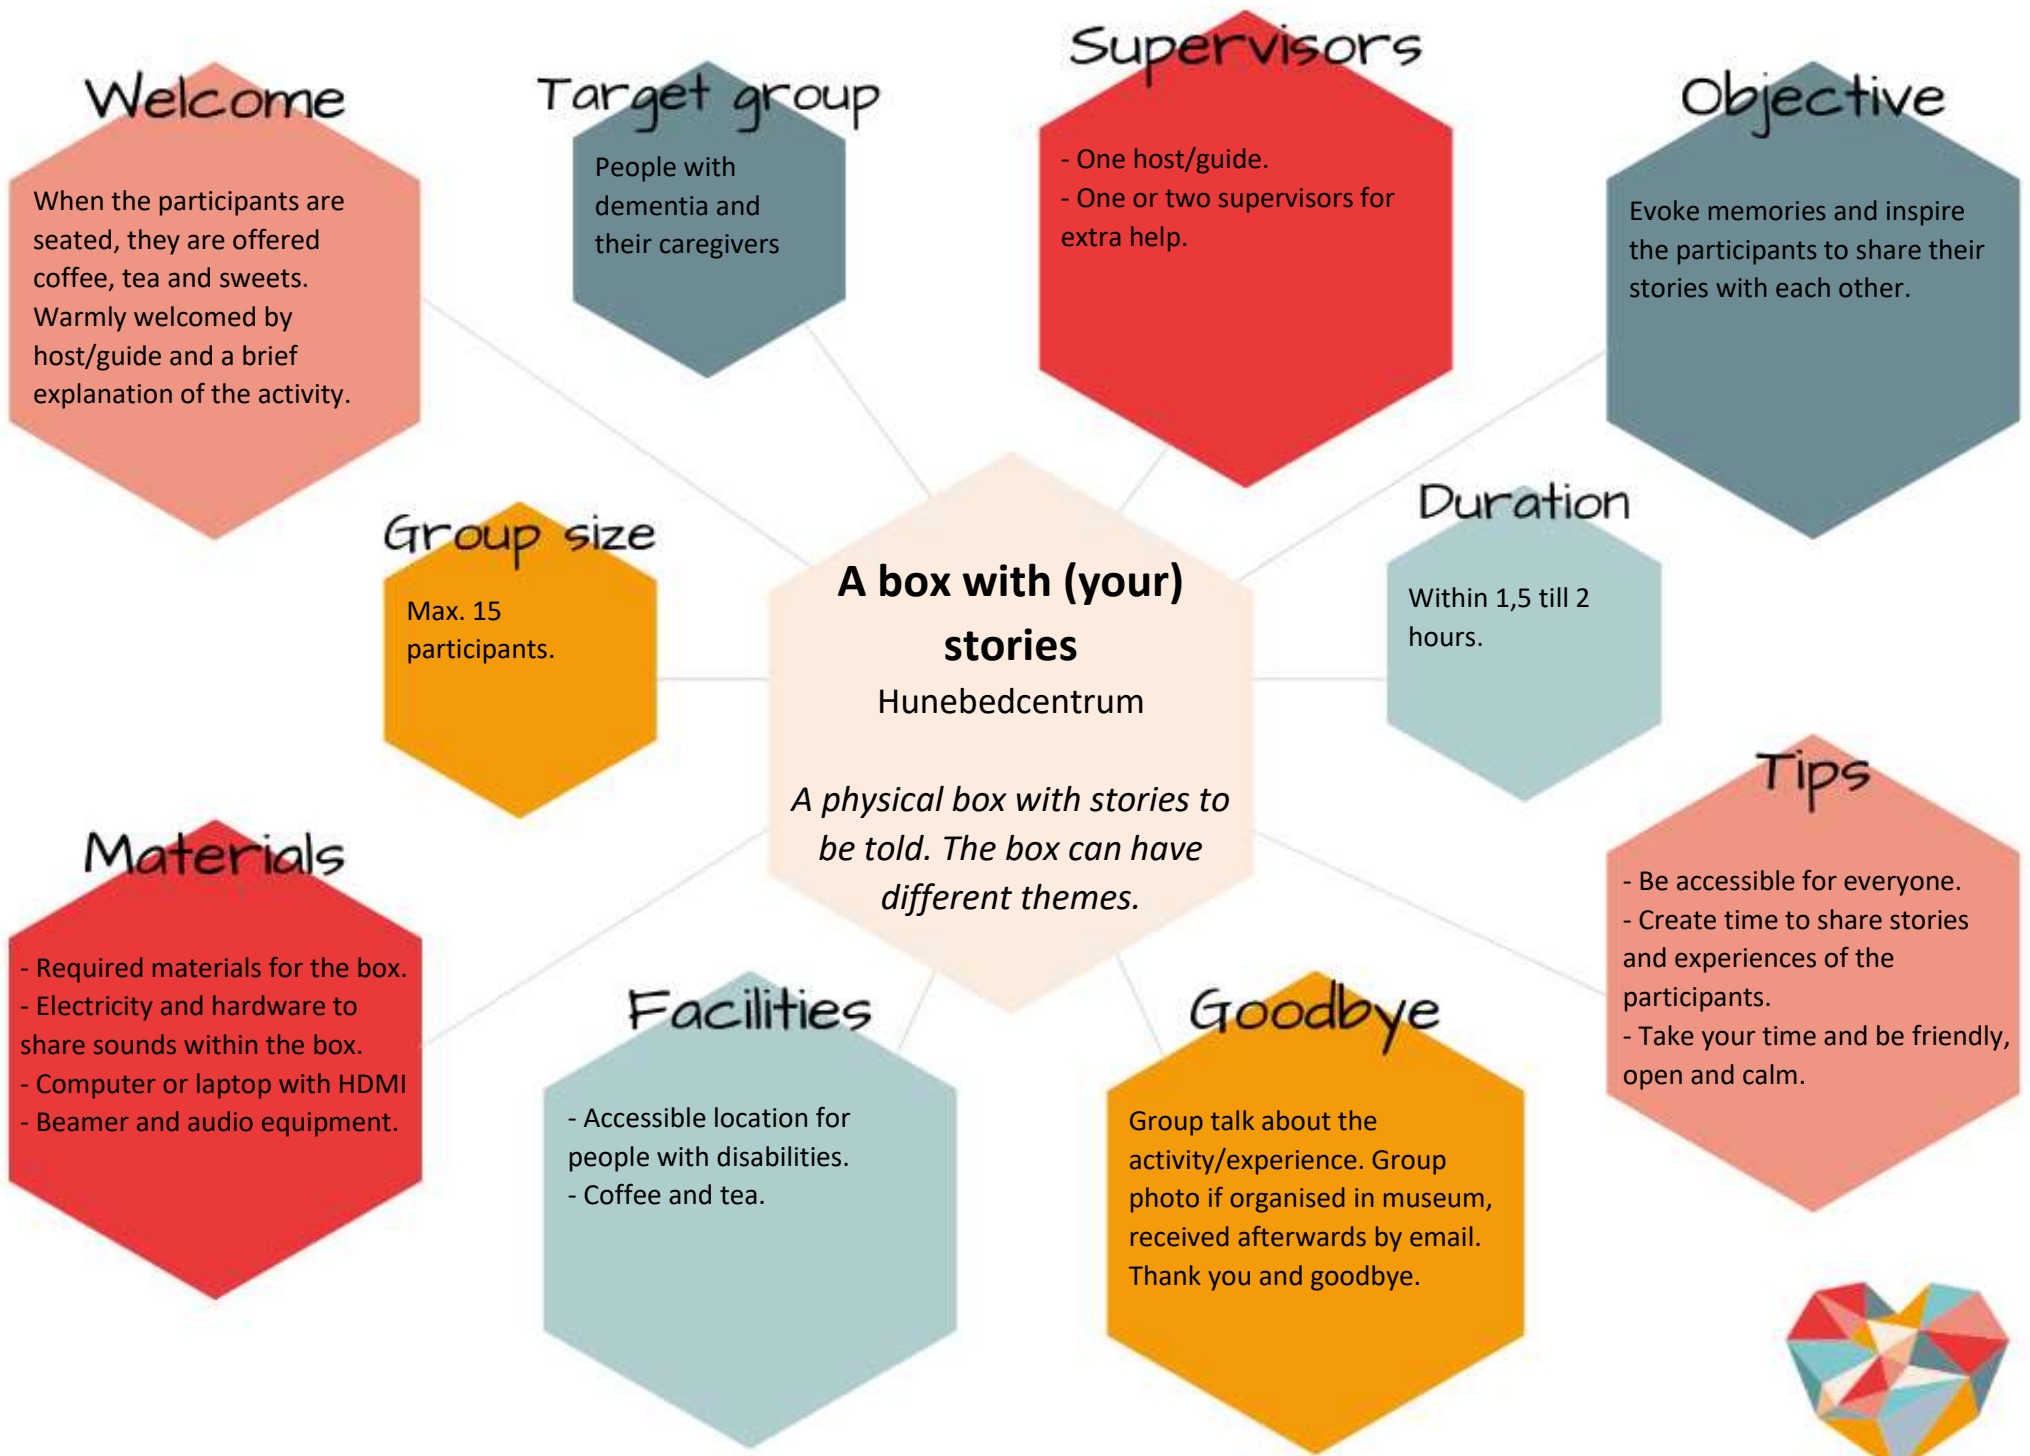 Welcome
When the participants are
seated, they are offered
coffee, tea and sweets.
Warmly welcomed by
host/guide and a brief
explanation of the activity.
Target group
People with
dementia and
their caregivers
Supervisors
- One host/guide.
- One or two supervisors for
extra help.
Objective
Evoke memories and inspire
the participants to share their
stories with each other.
Group size
Max. 15
participants.
A box with (your)
stories
Hunebedcentrum
A physical box with stories to
be told. The box can have
different themes.
Duration
Within 1,5 till 2
hours.
Materials
- Required materials for the box.
- Electricity and hardware to
share sounds within the box.
- Computer or laptop with HDMI
- Beamer and audio equipment.
Facilities
- Accessible location for
people with disabilities.
- Coffee and tea.
Goodbye
Group talk about the
activity/experience. Group
photo if organised in museum,
received afterwards by email.
Thank you and goodbye.
Tips
- Be accessible for everyone.
- Create time to share stories
and experiences of the
participants.
- Take your time and be friendly,
open and calm.